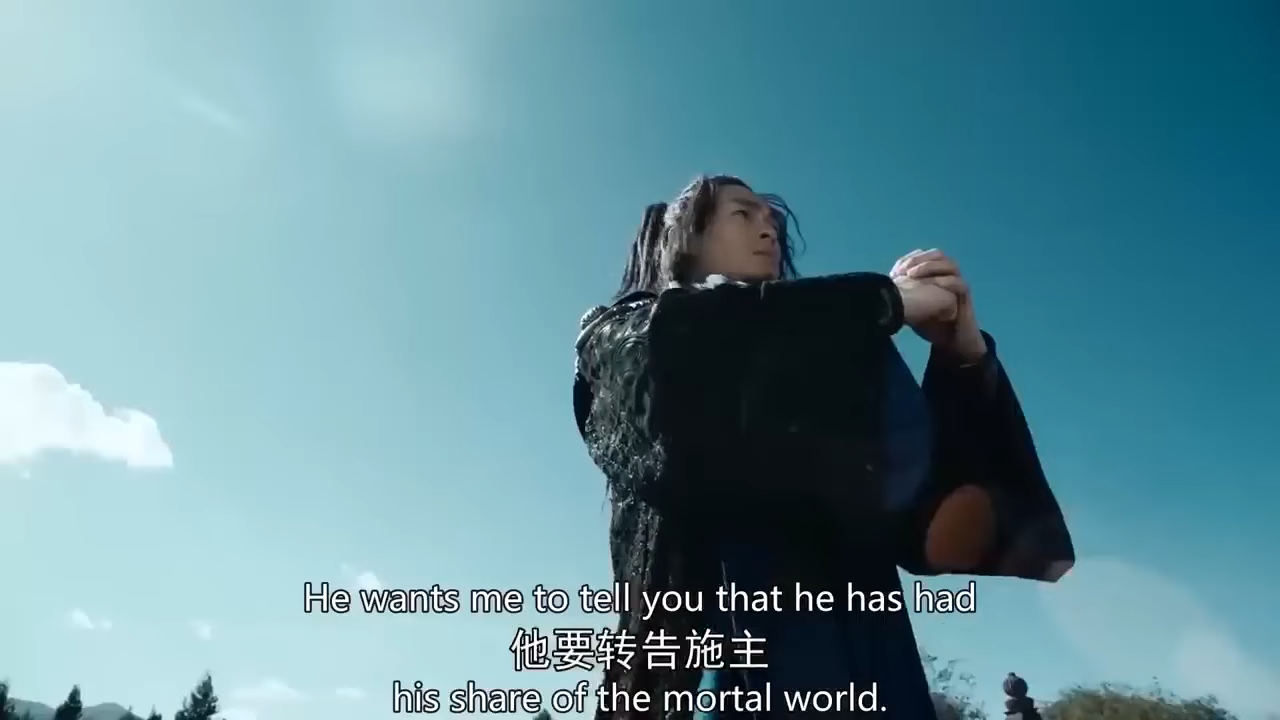 He wants me to tell you that he has had
他要转告施主
his share of the mortal world.